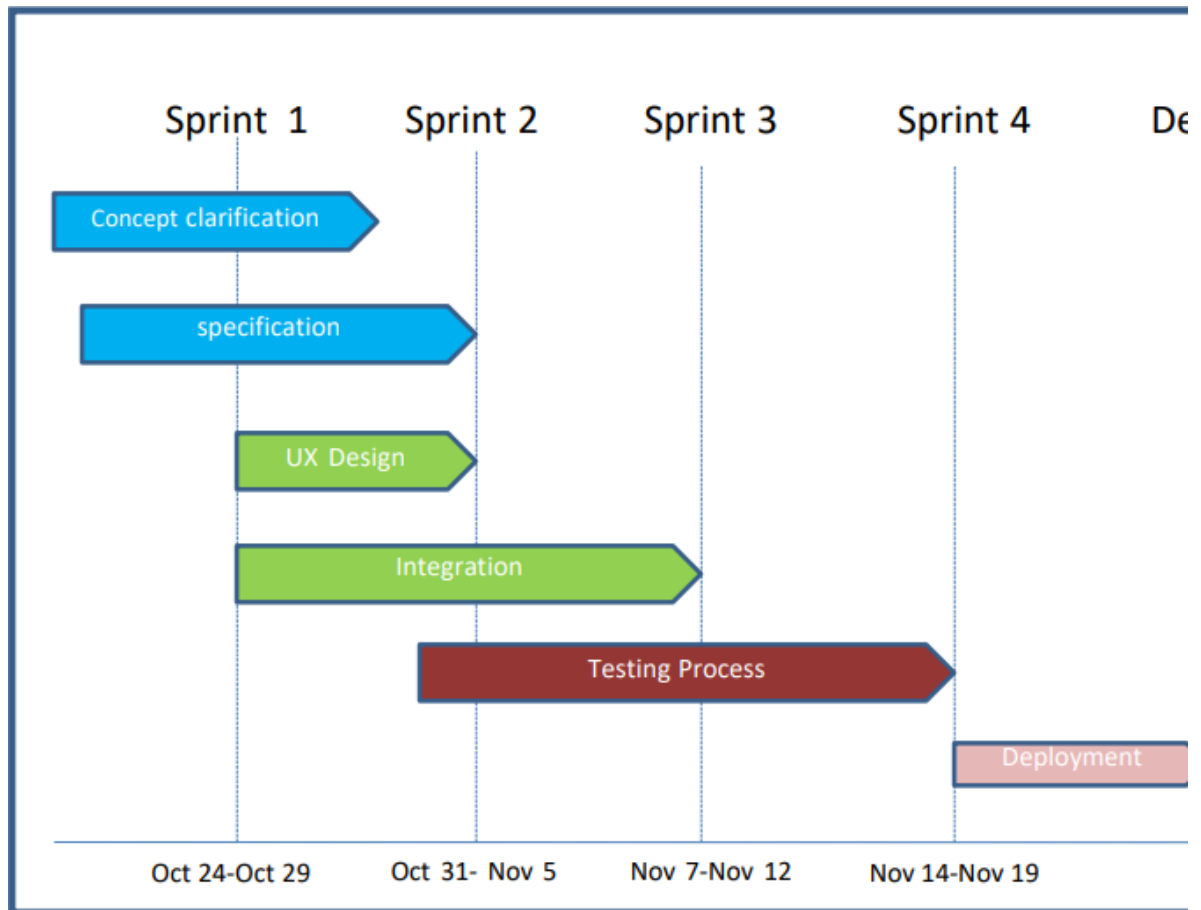 Sprint 1 Sprint 2 Sprint 3 Sprint 4 De
Concept clarification
specification
UX Design
Integration
Testing Process
Deployment
Oct 24-Oct 29 Oct 31- Nov 5 Nov 7-Nov 12 Nov 14-Nov 19